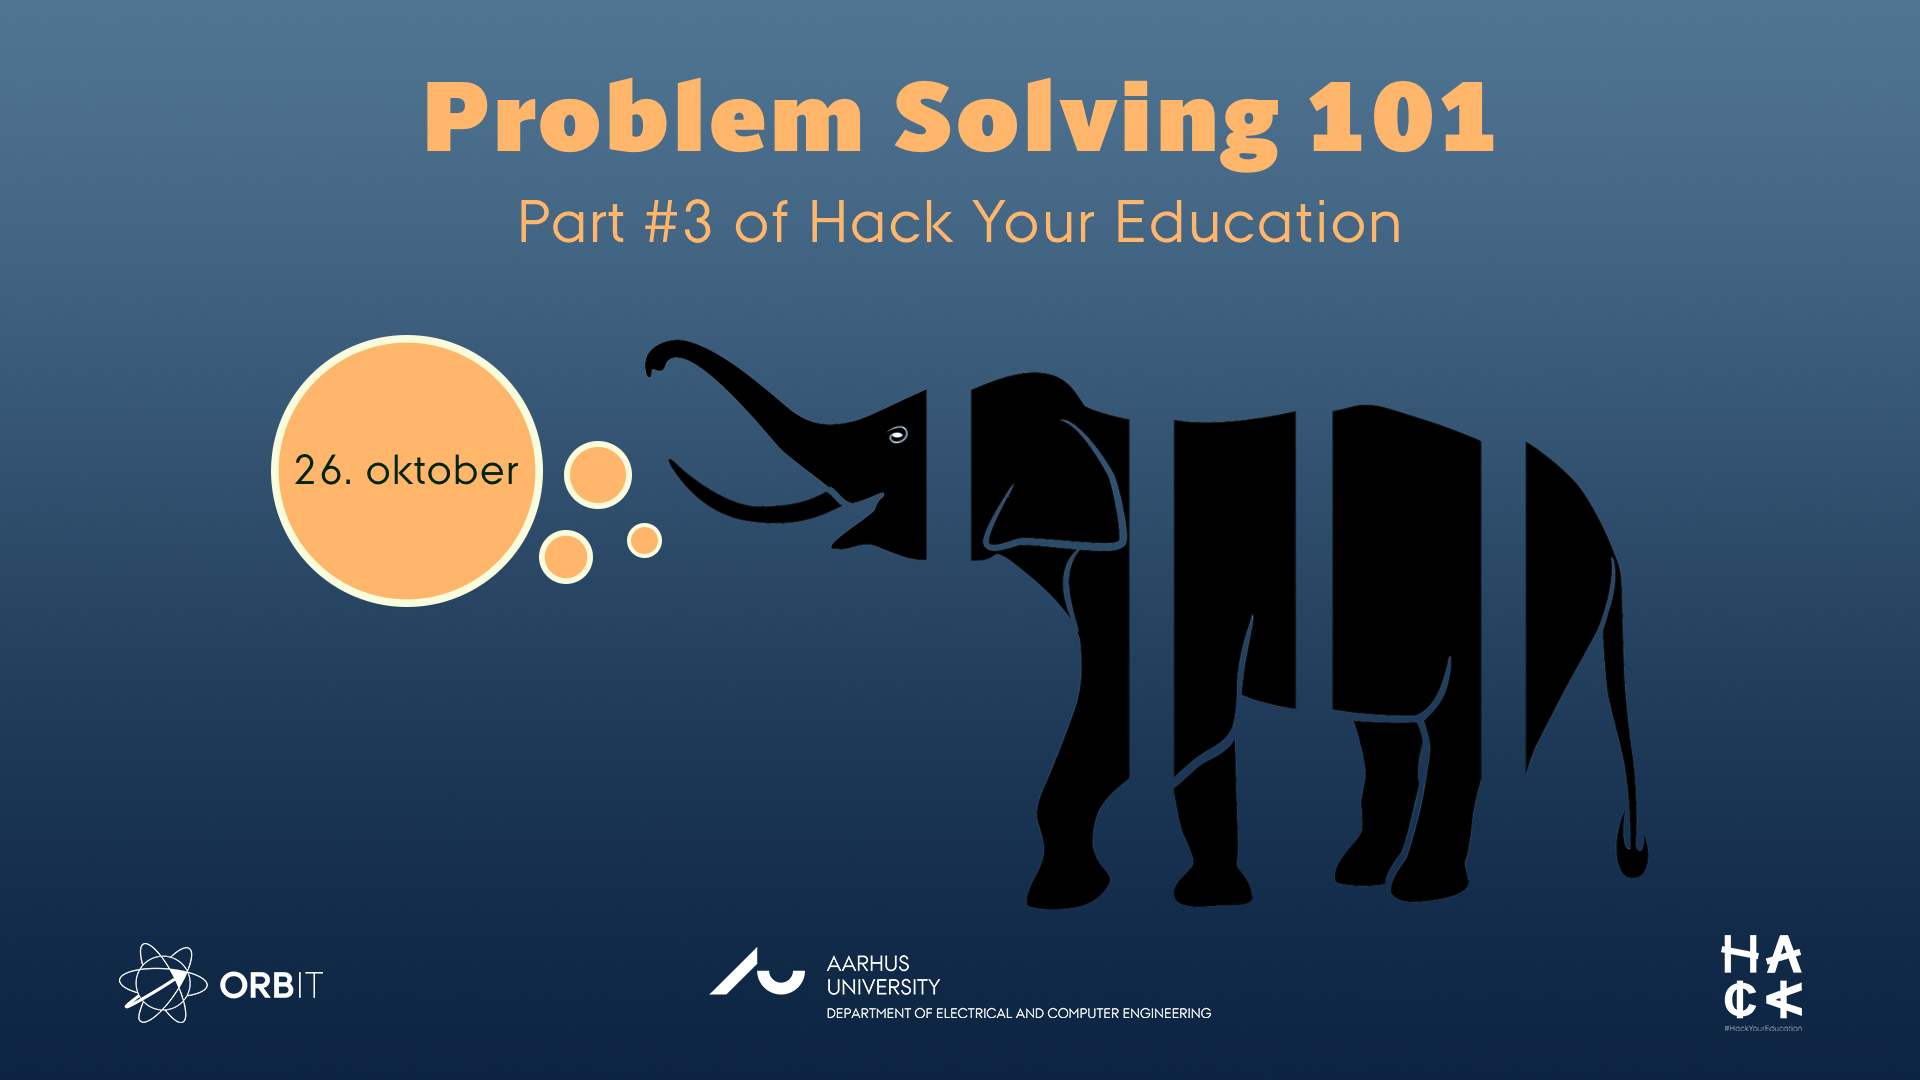 Problem Solving 101
Part #3 of Hack Your Education
26. oktober
ORBIT
AARHUS
UNIVERSITY
DEPARTMENT OF ELECTRICAL AND COMPUTER ENGINEERING
HA
CK
#HackYourEducation